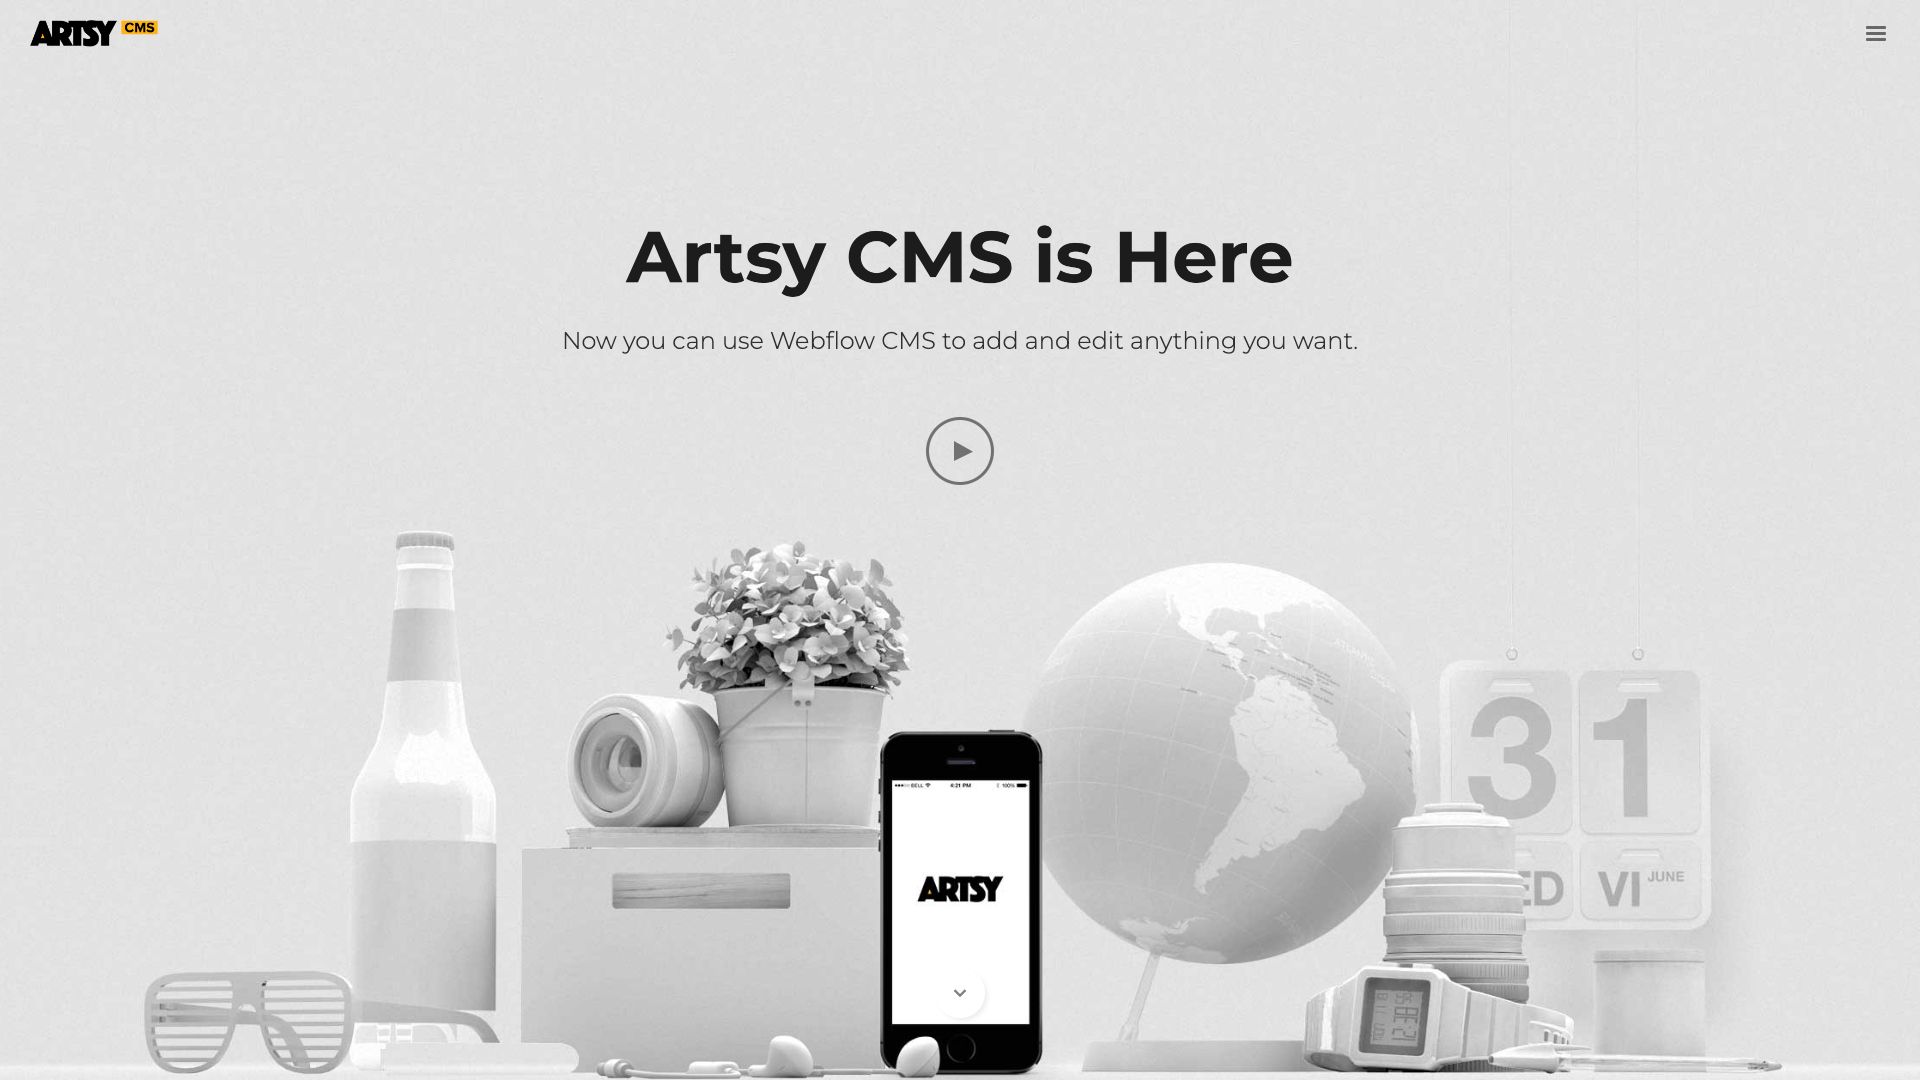 ARTSY CMS
Artsy CMS is Here
Now you can use Webflow CMS to add and edit anything you want.
BELL 4:21 PM 100%
ARTSY
31
ED VI JUNE